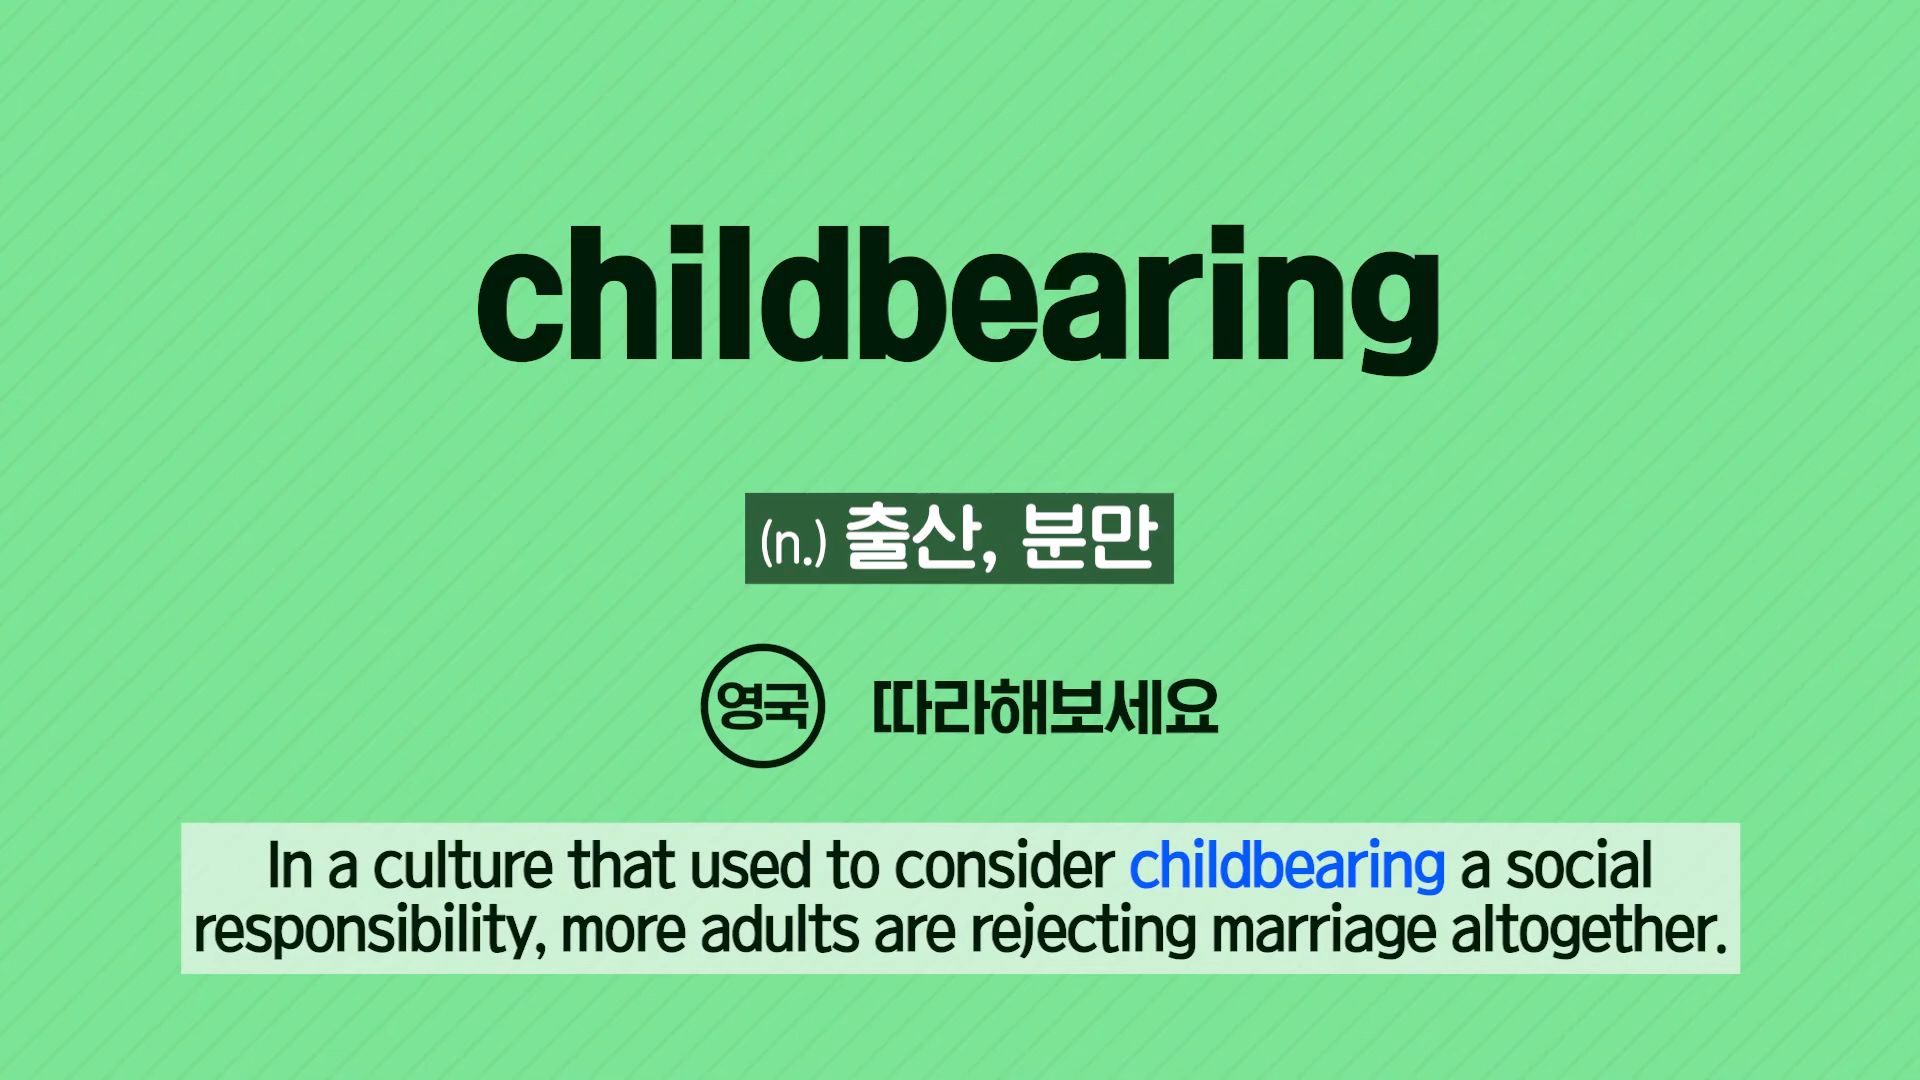 childbearing
(n.) 출산, 분만
영국 따라해보세요
In a culture that used to consider childbearing a social
responsibility, more adults are rejecting marriage altogether.